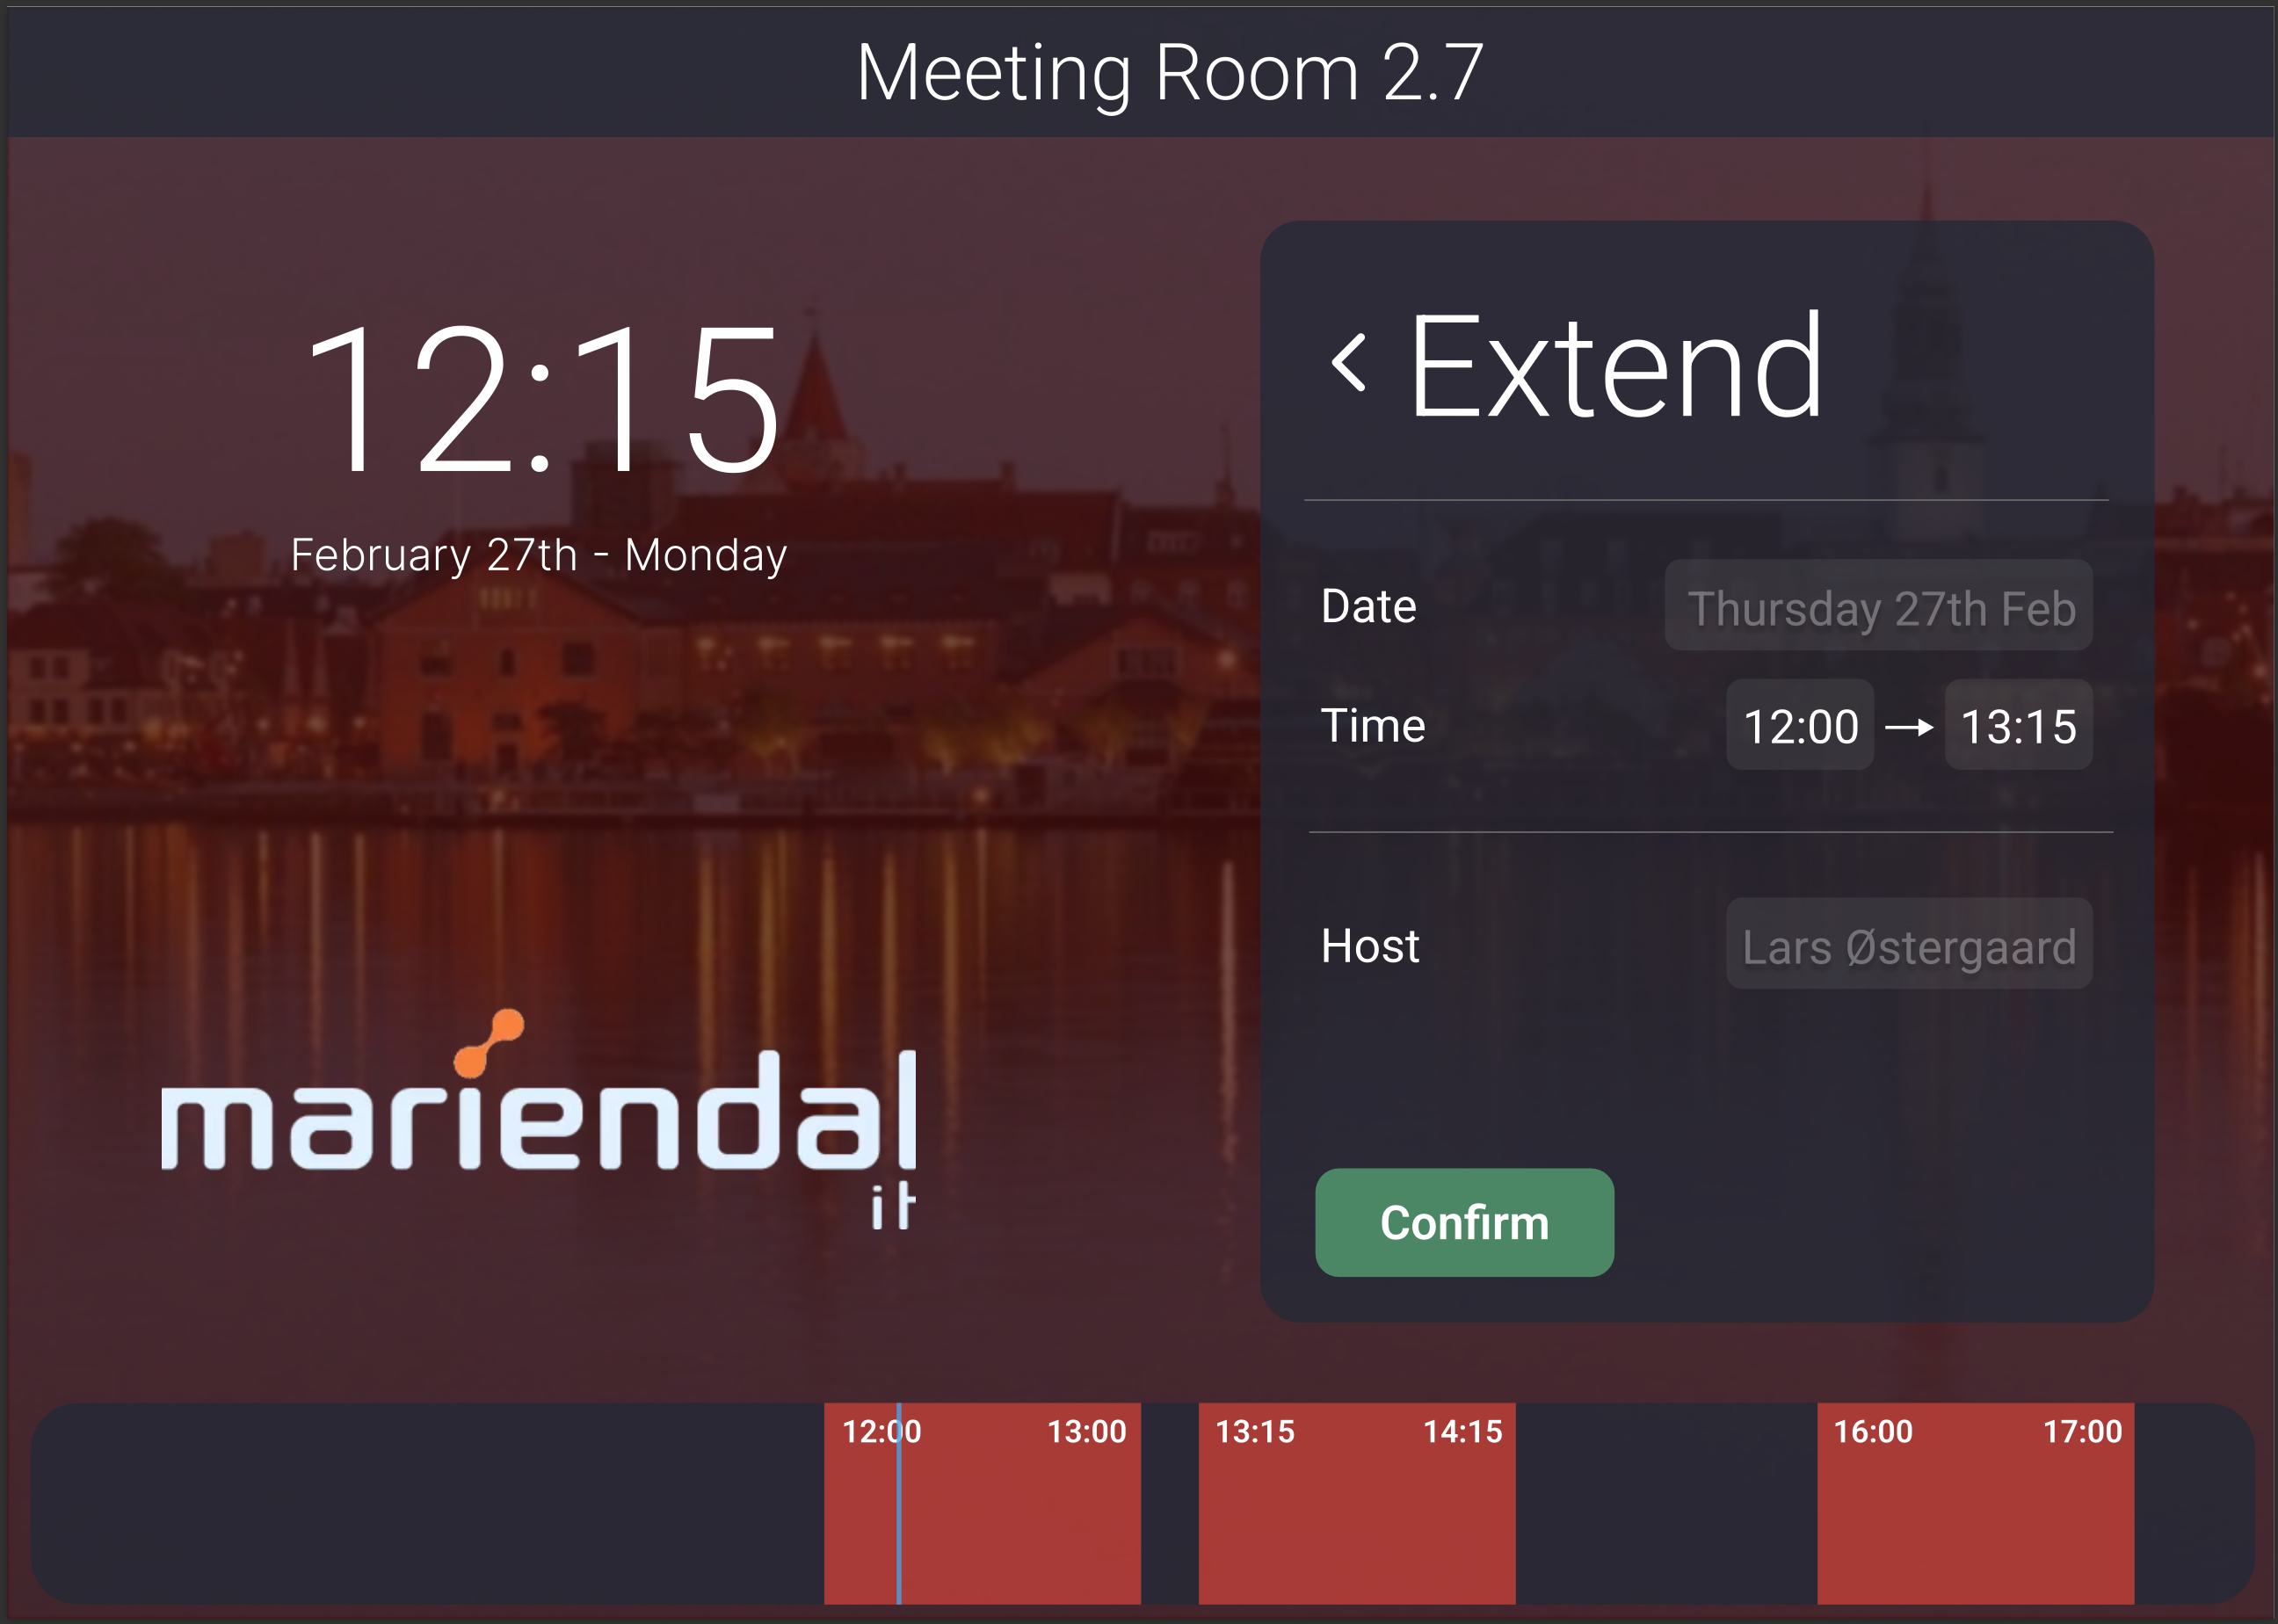 Meeting Room 2.7
12:15
February 27th - Monday
mariendal
it
Extend
Date Thursday 27th Feb
Time 12:00 → 13:15
Host Lars Østergaard
Confirm
12:00 13:00 13:15 14:15 16:00 17:00